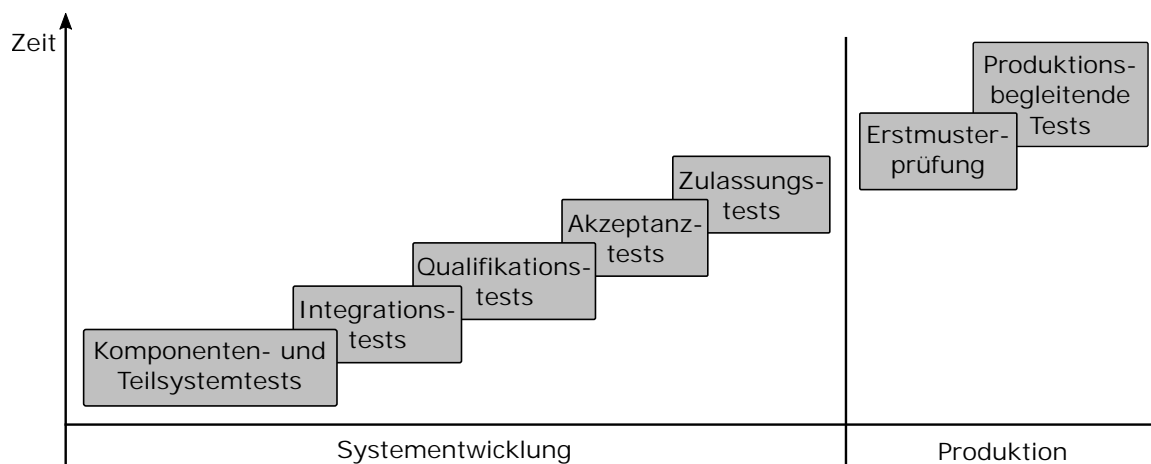 Zeit
Produktions-
begleitende
Tests
Erstmuster-
prüfung
Zulassungs-
tests
Akzeptanz-
tests
Qualifikations-
tests
Integrations-
tests
Komponenten- und
Teilsystemtests
Systementwicklung
Produktion